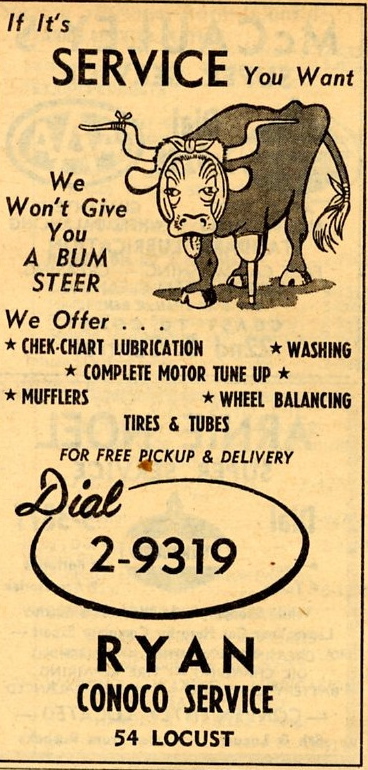 If It's
SERVICE You Want
We
Won't Give
You
A BUM
STEER
We Offer . . .
★ CHEK-CHART LUBRICATION ★ WASHING
★ COMPLETE MOTOR TUNE UP ★
★ MUFFLERS ★ WHEEL BALANCING
TIRES & TUBES
FOR FREE PICKUP & DELIVERY
Dial
2-9319
RYAN
CONOCO SERVICE
54 LOCUST